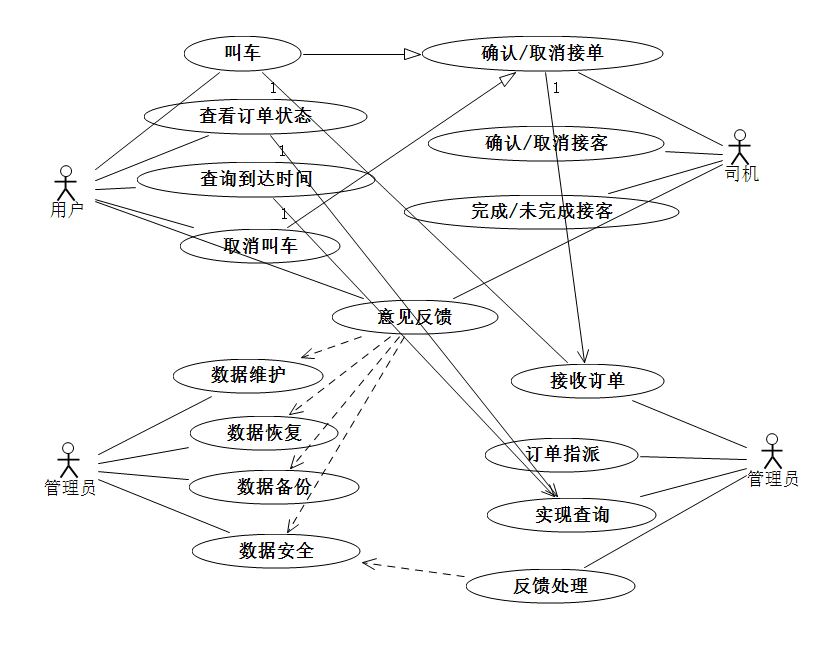 叫车
确认/取消接单
1
1
查看订单状态
确认/取消接客
1
司机
查询到达时间
用户
1
完成/未完成接客
取消叫车
意见反馈
数据维护
接收订单
数据恢复
订单指派
管理员
管理员
数据备份
实现查询
数据安全
反馈处理